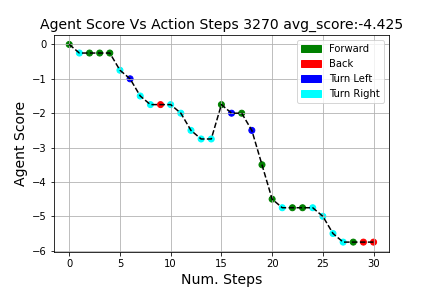 Agent Score Vs Action Steps 3270 avg_score:-4.425
Agent Score
0
−1
−2
−3
−4
−5
−6
Forward
Back
Turn Left
Turn Right
0 5 10 15 20 25 30
Num. Steps